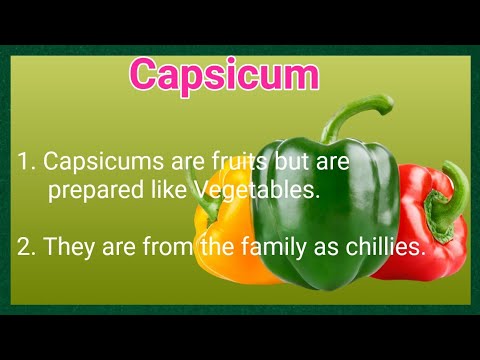 Capsicum
1. Capsicums are fruits but are
prepared like Vegetables.
2. They are from the family as chillies.